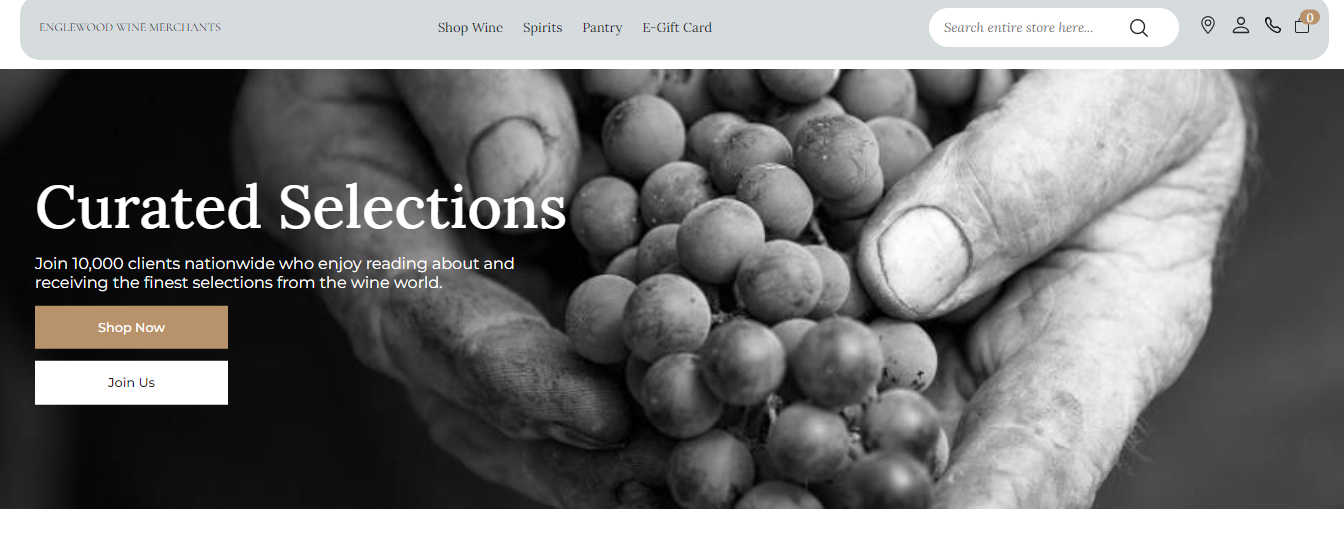 ENGLEWOOD WINE MERCHANTS
Shop Wine Spirits Pantry E-Gift Card
Search entire store here...
0
Curated Selections
Join 10,000 clients nationwide who enjoy reading about and
receiving the finest selections from the wine world.
Shop Now
Join Us